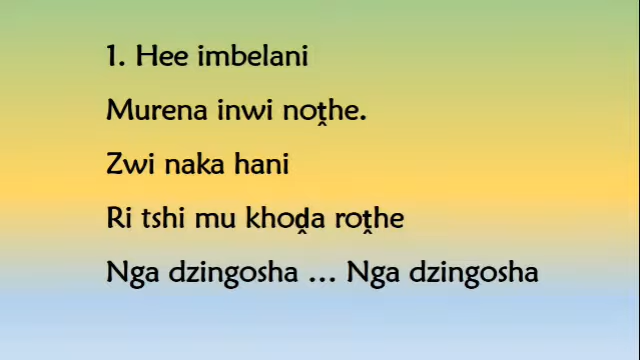 1. Hee imbelani
Murena inwi noṱhe.
Zwi naka hani
Ri tshi mu khoḓa roṱhe
Nga dzingosha ... Nga dzingosha